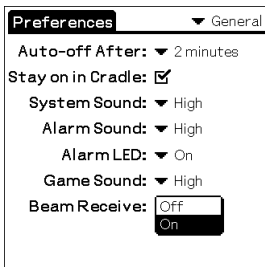 Preferences General
Auto-off After: 2 minutes
Stay on in Cradle:
System Sound: High
Alarm Sound: High
Alarm LED: On
Game Sound: High
Beam Receive: Off
On